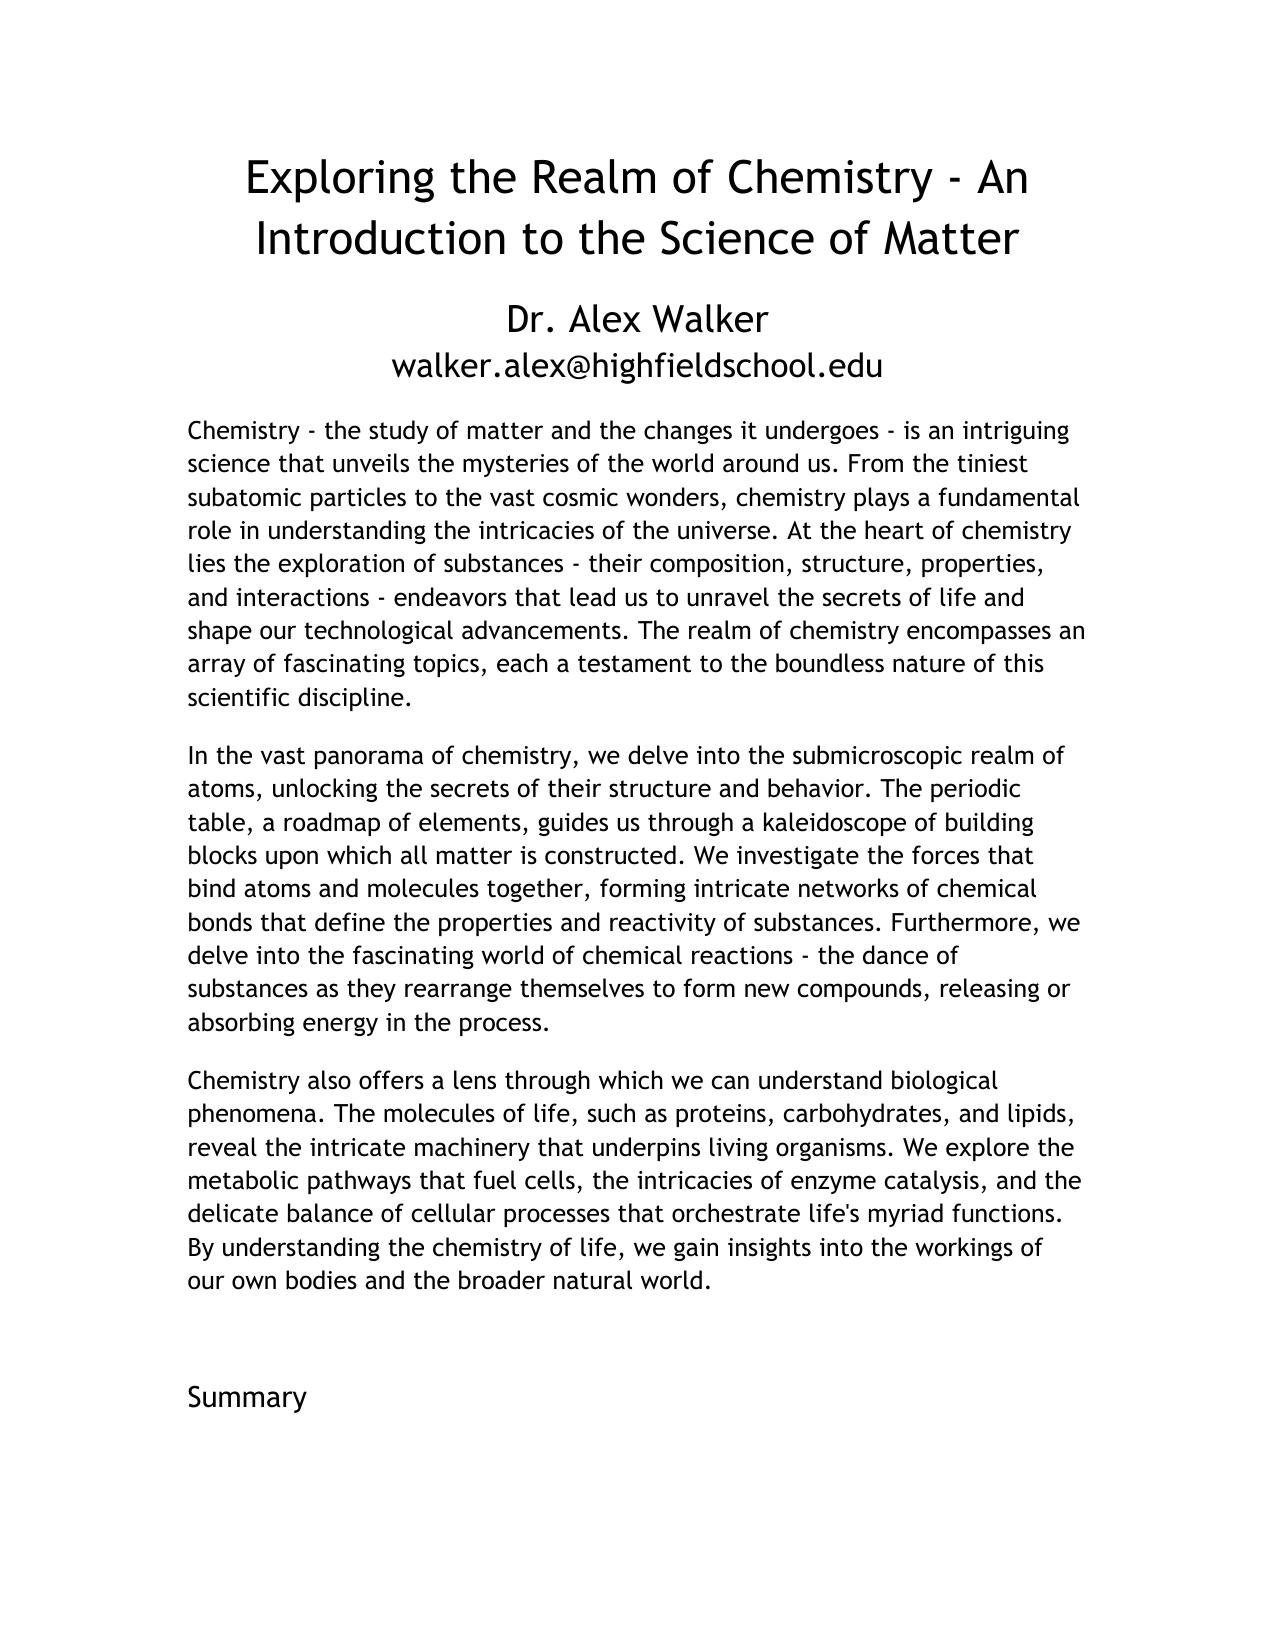 Exploring the Realm of Chemistry - An
Introduction to the Science of Matter
Dr. Alex Walker
walker.alex@highfieldschool.edu
Chemistry - the study of matter and the changes it undergoes - is an intriguing
science that unveils the mysteries of the world around us. From the tiniest
subatomic particles to the vast cosmic wonders, chemistry plays a fundamental
role in understanding the intricacies of the universe. At the heart of chemistry
lies the exploration of substances - their composition, structure, properties,
and interactions - endeavors that lead us to unravel the secrets of life and
shape our technological advancements. The realm of chemistry encompasses an
array of fascinating topics, each a testament to the boundless nature of this
scientific discipline.
In the vast panorama of chemistry, we delve into the submicroscopic realm of
atoms, unlocking the secrets of their structure and behavior. The periodic
table, a roadmap of elements, guides us through a kaleidoscope of building
blocks upon which all matter is constructed. We investigate the forces that
bind atoms and molecules together, forming intricate networks of chemical
bonds that define the properties and reactivity of substances. Furthermore, we
delve into the fascinating world of chemical reactions - the dance of
substances as they rearrange themselves to form new compounds, releasing or
absorbing energy in the process.
Chemistry also offers a lens through which we can understand biological
phenomena. The molecules of life, such as proteins, carbohydrates, and lipids,
reveal the intricate machinery that underpins living organisms. We explore the
metabolic pathways that fuel cells, the intricacies of enzyme catalysis, and the
delicate balance of cellular processes that orchestrate life's myriad functions.
By understanding the chemistry of life, we gain insights into the workings of
our own bodies and the broader natural world.
Summary